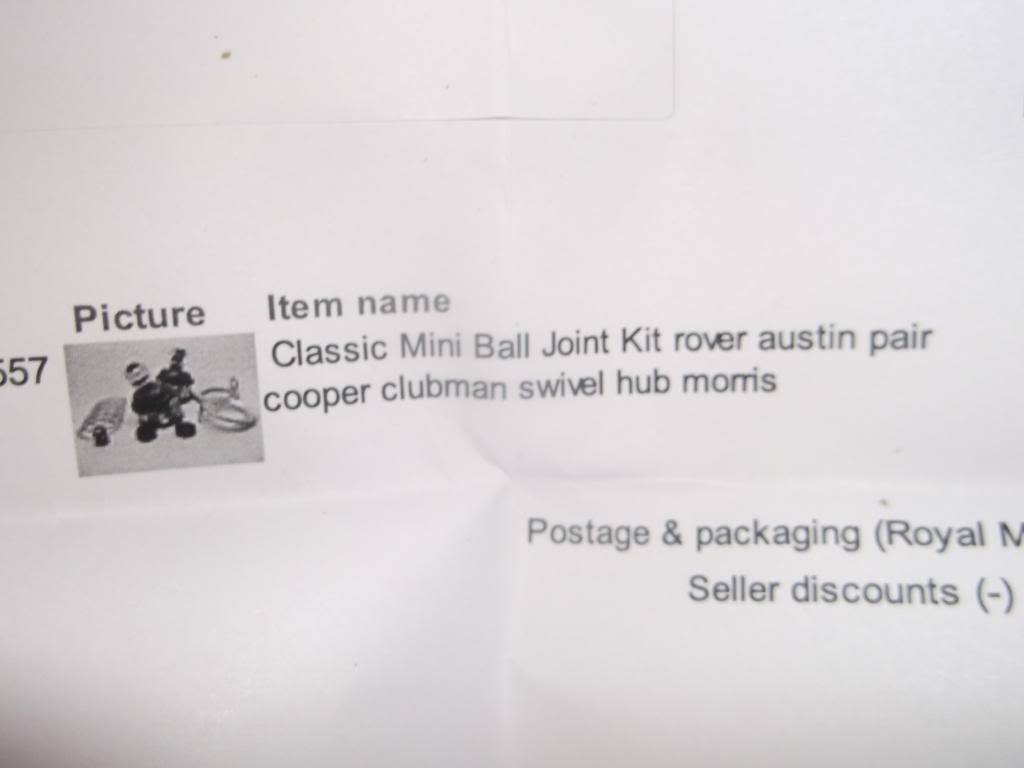 Picture Item name
557 Classic Mini Ball Joint Kit rover austin pair
cooper clubman swivel hub morris
Postage & packaging (Royal M
Seller discounts (-)